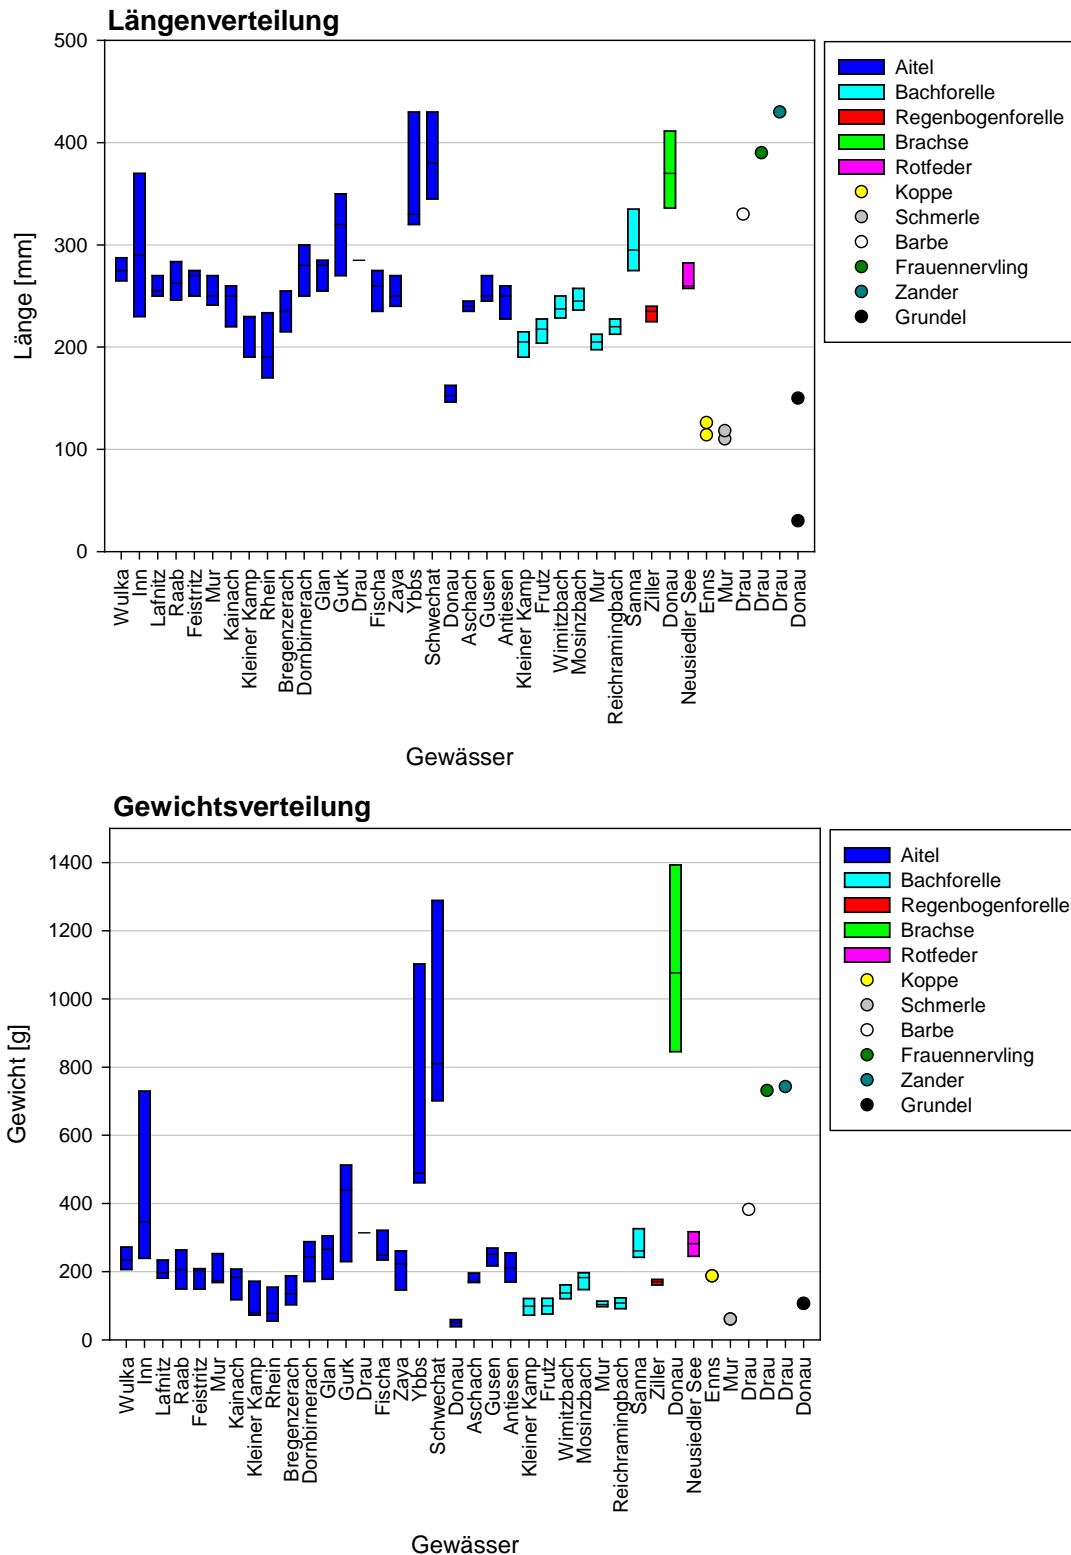 Längenverteilung
500
400
300
200
100
0
Länge [mm]
Aitel
Bachforelle
Regenbogenforelle
Brachse
Rotfeder
Koppe
Schmerle
Barbe
Frauennervling
Zander
Grundel
Wulka
Inn
Lafnitz
Raab
Feistritz
Mur
Kainach
Kleiner Kamp
Rhein
Bregenzerach
Dornbirnerach
Glan
Gurk
Drau
Fischa
Zaya
Ybbs
Schwechat
Donau
Aschach
Gusen
Antiesen
Kleiner Kamp
Frutz
Wimitzbach
Mosinzbach
Mur
Reichramingbach
Sanna
Ziller
Donau
Neusiedler See
Enns
Mur
Drau
Drau
Drau
Donau
Gewässer
Gewichtsverteilung
1400
1200
1000
800
600
400
200
0
Gewicht [g]
Aitel
Bachforelle
Regenbogenforelle
Brachse
Rotfeder
Koppe
Schmerle
Barbe
Frauennervling
Zander
Grundel
Wulka
Inn
Lafnitz
Raab
Feistritz
Mur
Kainach
Kleiner Kamp
Rhein
Bregenzerach
Dornbirnerach
Glan
Gurk
Drau
Fischa
Zaya
Ybbs
Schwechat
Donau
Aschach
Gusen
Antiesen
Kleiner Kamp
Frutz
Wimitzbach
Mosinzbach
Mur
Reichramingbach
Sanna
Ziller
Donau
Neusiedler See
Enns
Mur
Drau
Drau
Drau
Donau
Gewässer